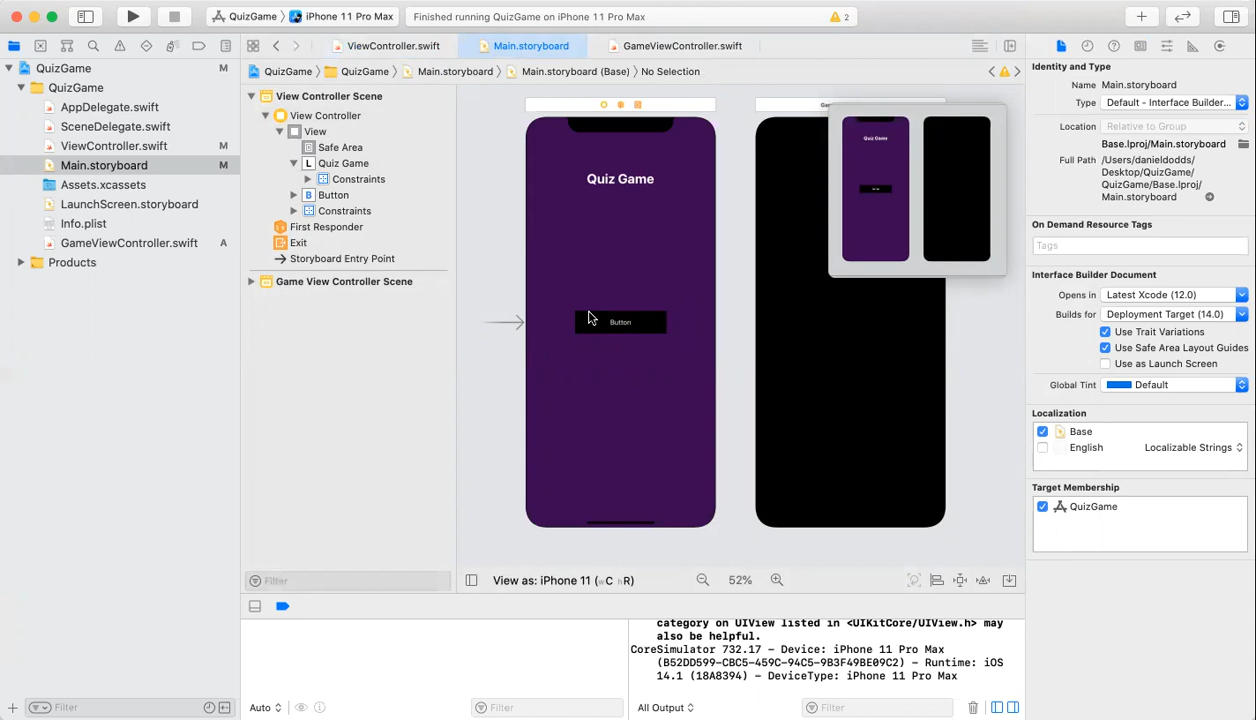 QuizGame 〉 iPhone 11 Pro Max
Finished running QuizGame on iPhone 11 Pro Max
2
ViewController.swift
Main.storyboard
GameViewController.swift
QuizGame 〉 QuizGame 〉 Main.storyboard 〉 Main.storyboard (Base) 〉 No Selection
QuizGame M
QuizGame
AppDelegate.swift
SceneDelegate.swift
ViewController.swift M
Main.storyboard M
Assets.xcassets
LaunchScreen.storyboard
Info.plist
GameViewController.swift A
Products
Filter
View Controller Scene
View Controller
View
Safe Area
L Quiz Game
Constraints
B Button
Constraints
First Responder
Exit
Storyboard Entry Point
Game View Controller Scene
Filter
Quiz Game
Button
Quiz Game
View as: iPhone 11 (wC hR)
52%
Auto
Filter
category on UIView listed in <UIKitCore/UIView.h> may
also be helpful.
CoreSimulator 732.17 - Device: iPhone 11 Pro Max
(B52DD599-CBC5-459C-94C5-9B3F49BE09C2) - Runtime: iOS
14.1 (18A8394) - DeviceType: iPhone 11 Pro Max
All Output
Filter
Identity and Type
Name Main.storyboard
Type Default - Interface Builder...
Location Relative to Group
Base.lproj/Main.storyboard
Full Path /Users/danieldodds/
Desktop/QuizGame/
QuizGame/Base.lproj/
Main.storyboard
On Demand Resource Tags
Tags
Interface Builder Document
Opens in Latest Xcode (12.0)
Builds for Deployment Target (14.0)
Use Trait Variations
Use Safe Area Layout Guides
Use as Launch Screen
Global Tint Default
Localization
Base
English Localizable Strings
Target Membership
QuizGame